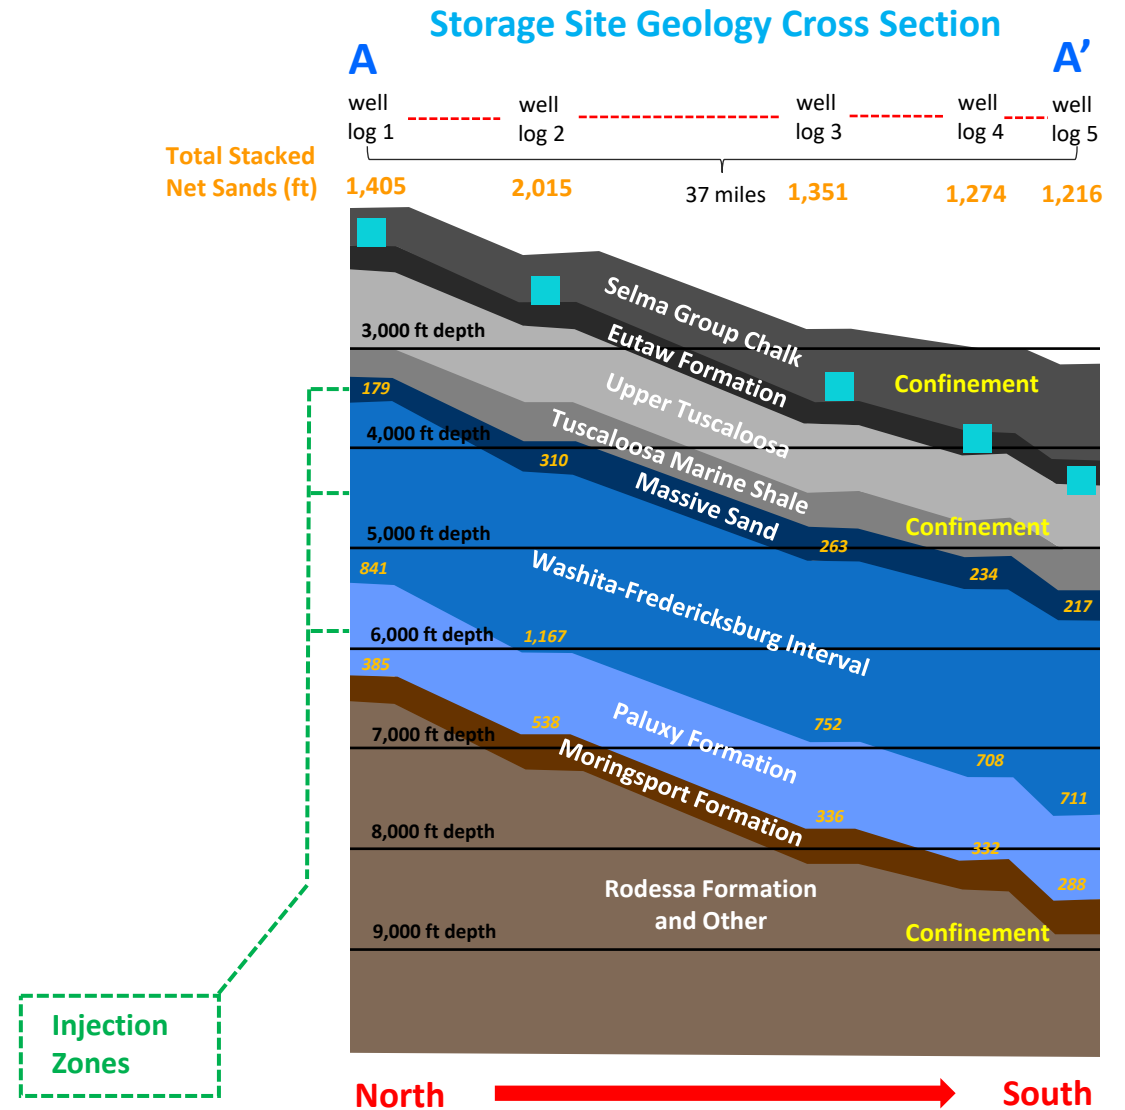 Storage Site Geology Cross Section
A
A’
well log 1
well log 2
well log 3
well log 4
well log 5
Total Stacked
Net Sands (ft)
1,405
2,015
37 miles
1,351
1,274
1,216
Selma Group Chalk
Eutaw Formation
3,000 ft depth
Confinement
Upper Tuscaloosa
179
Tuscaloosa Marine Shale
4,000 ft depth
310
Massive Sand
Confinement
5,000 ft depth
263
234
217
841
Washita-Fredericksburg Interval
6,000 ft depth
1,167
385
538
752
708
711
Paluxy Formation
7,000 ft depth
Moringsport Formation
336
332
288
8,000 ft depth
Rodessa Formation
and Other
9,000 ft depth
Confinement
Injection
Zones
North
South